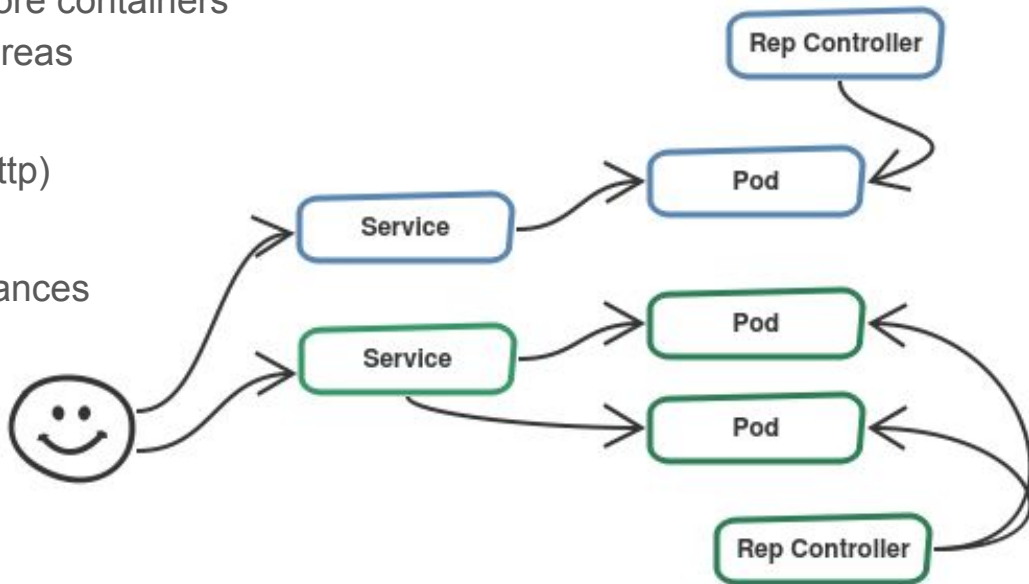 ore containers
reas
ttp)
ances
Rep Controller
Pod
Service
Pod
Service
Pod
Rep Controller